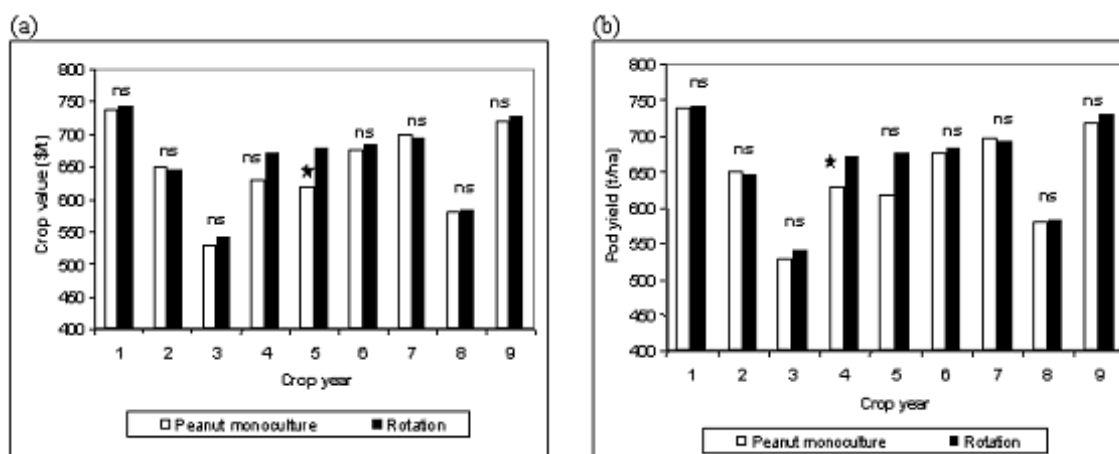 (a)
Crop value ($/t)
800
750
700
650
600
550
500
450
400
ns
ns
ns
ns
★
ns
ns
ns
ns
1 2 3 4 5 6 7 8 9
Crop year
Peanut monoculture Rotation
(b)
Pod yield (t/ha)
800
750
700
650
600
550
500
450
400
ns
ns
ns
★
ns
ns
ns
ns
ns
1 2 3 4 5 6 7 8 9
Crop year
Peanut monoculture Rotation